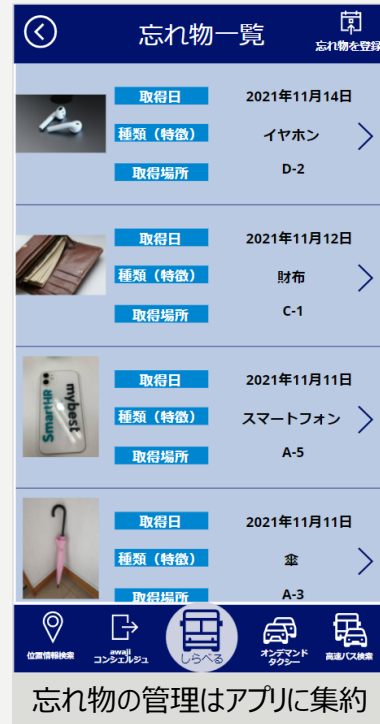 忘れ物一覧
忘れ物を登録
取得日 2021年11月14日
種類（特徴） イヤホン
取得場所 D-2
取得日 2021年11月12日
種類（特徴） 財布
取得場所 C-1
SmartHR
mybest
取得日 2021年11月11日
種類（特徴） スマートフォン
取得場所 A-5
取得日 2021年11月11日
種類（特徴） 傘
取得場所 A-3
位置情報検索
awaji
コンシェルジュ
しらべる
オンデマンド
タクシー
高速バス検索
忘れ物の管理はアプリに集約